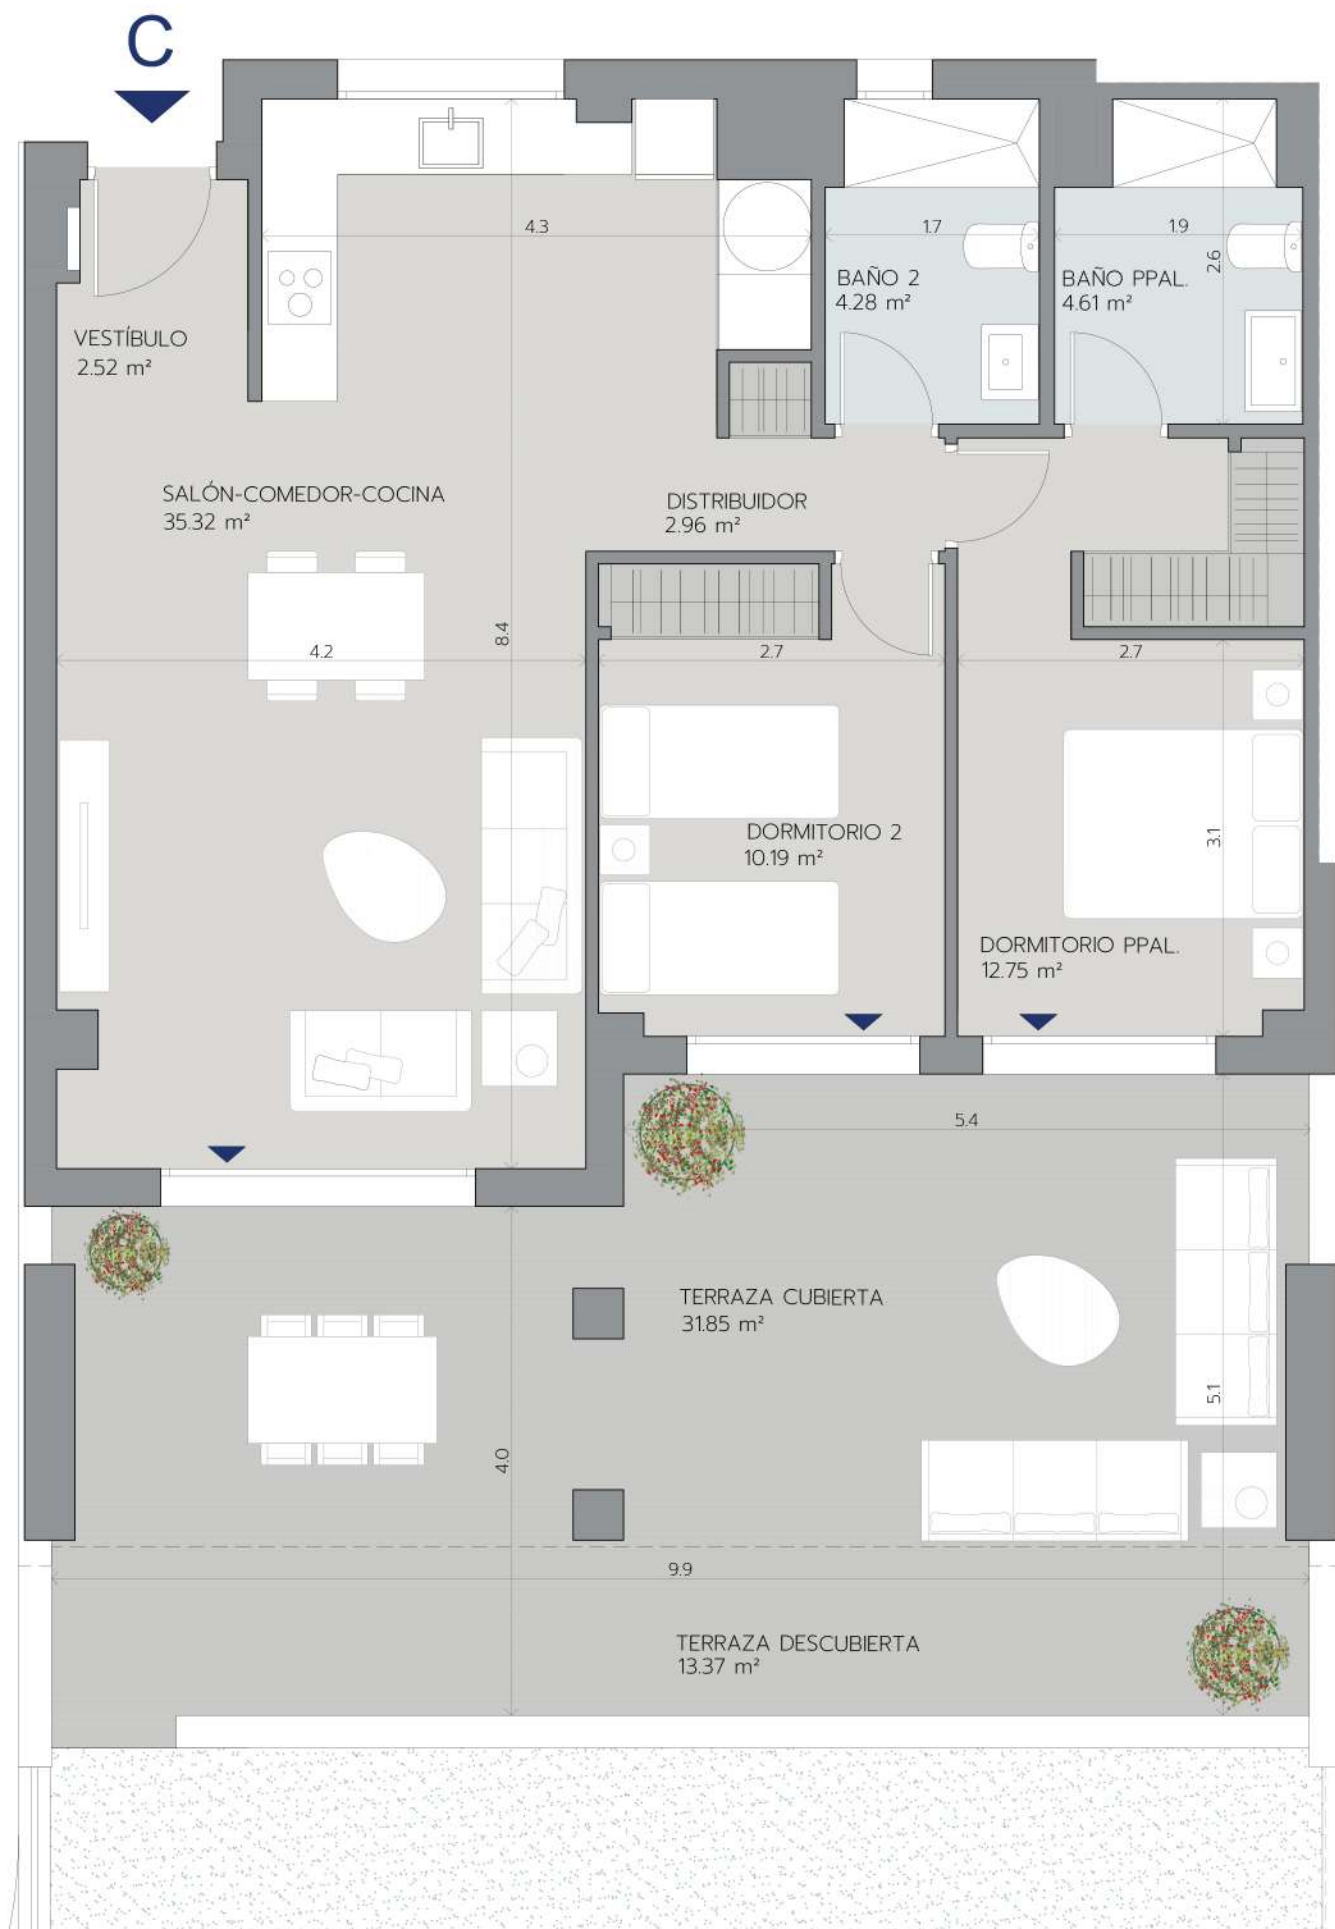 C
4.3
1.7
1.9
2.6
BAÑO 2
4.28 m²
BAÑO PPAL.
4.61 m²
VESTÍBULO
2.52 m²
SALÓN-COMEDOR-COCINA
35.32 m²
DISTRIBUIDOR
2.96 m²
8.4
4.2
2.7
2.7
DORMITORIO 2
10.19 m²
3.1
DORMITORIO PPAL.
12.75 m²
5.4
TERRAZA CUBIERTA
31.85 m²
5.1
4.0
9.9
TERRAZA DESCUBIERTA
13.37 m²